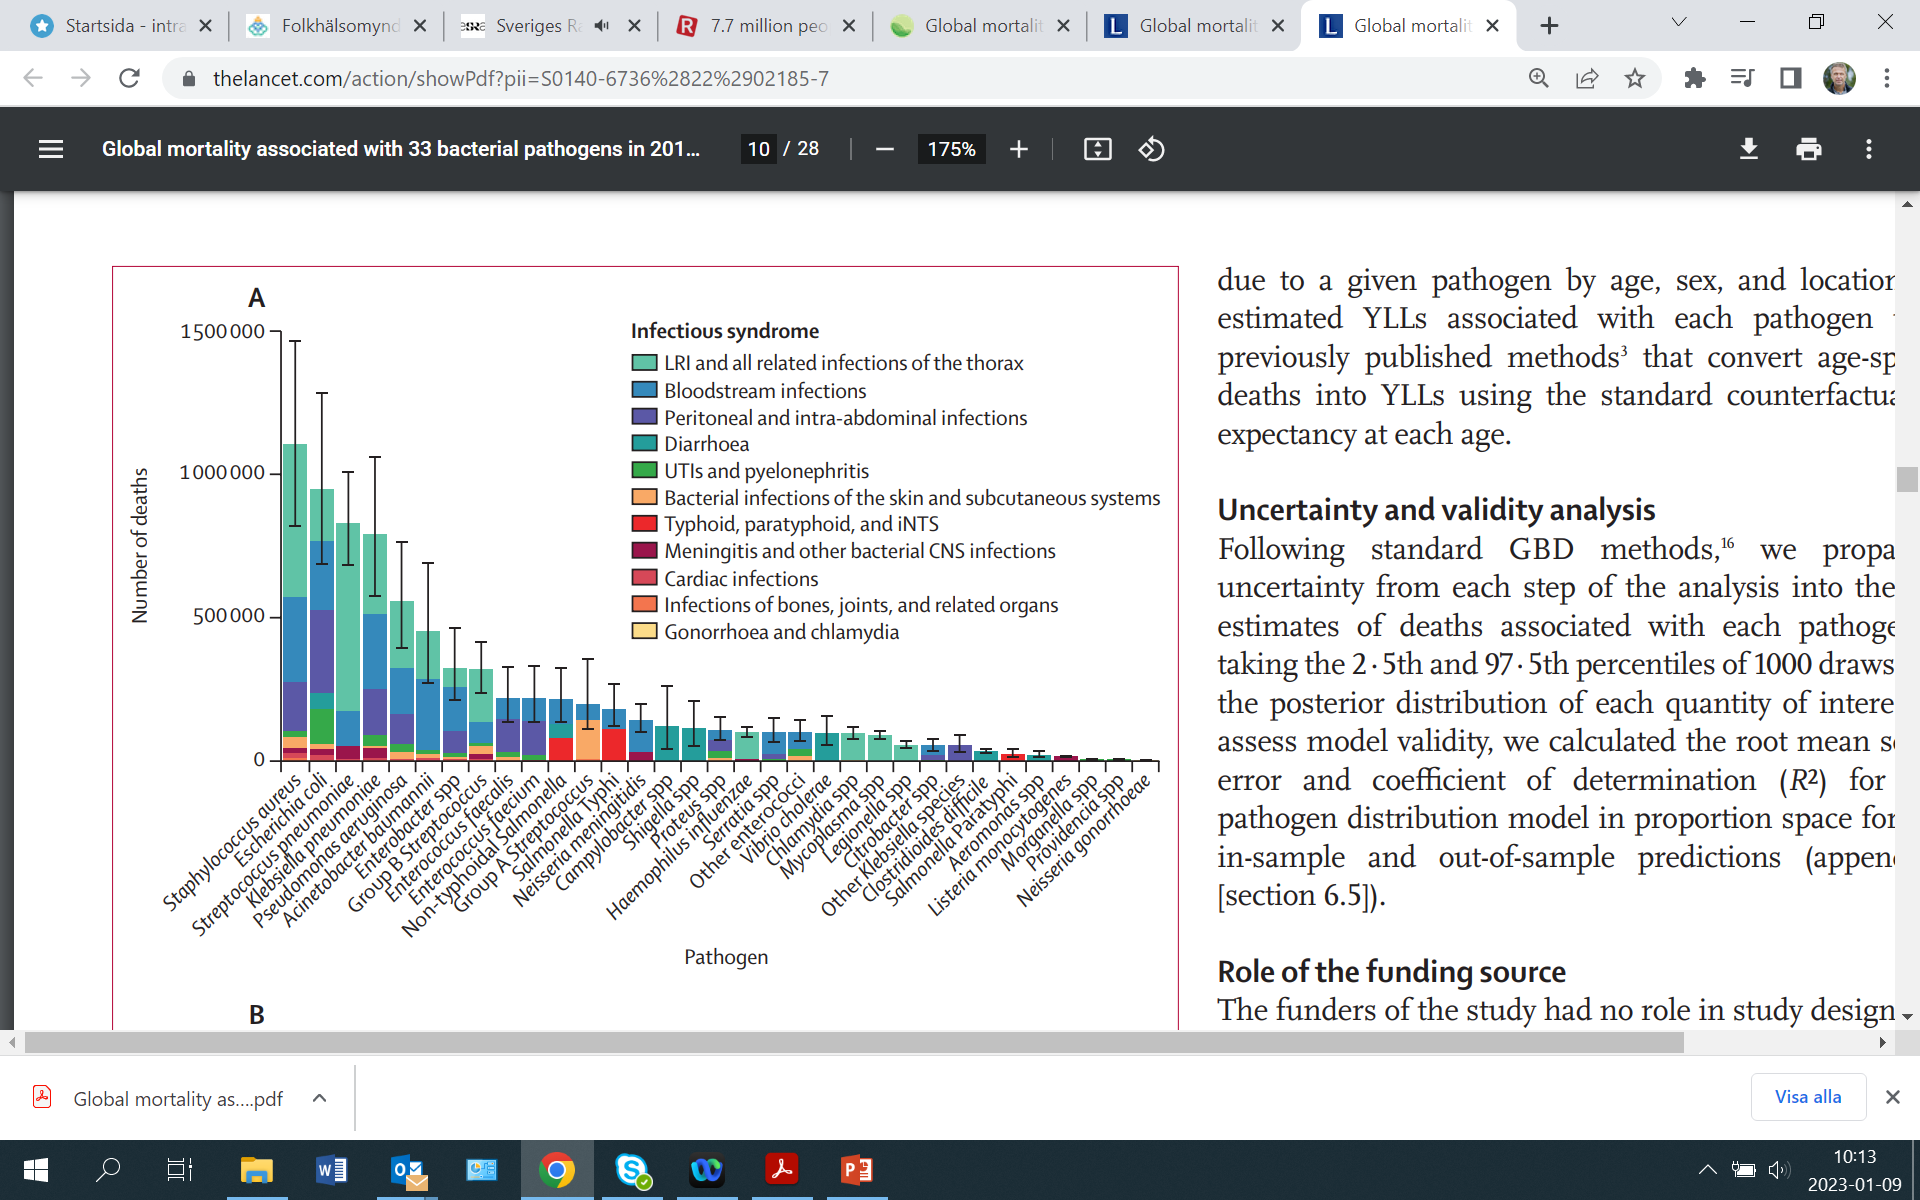 Startsida - intra
Folkhälsomynd
Sveriges Ra
7.7 million peo
Global mortalit
Global mortalit
Global mortalit
thelancet.com/action/showPdf?pii=S0140-6736%2822%2902185-7
Global mortality associated with 33 bacterial pathogens in 201...
10 / 28
175%
A
1500000
1000000
500000
0
Number of deaths
Infectious syndrome
LRI and all related infections of the thorax
Bloodstream infections
Peritoneal and intra-abdominal infections
Diarrhoea
UTIs and pyelonephritis
Bacterial infections of the skin and subcutaneous systems
Typhoid, paratyphoid, and iNTS
Meningitis and other bacterial CNS infections
Cardiac infections
Infections of bones, joints, and related organs
Gonorrhoea and chlamydia
Staphylococcus aureus
Escherichia coli
Streptococcus pneumoniae
Klebsiella pneumoniae
Pseudomonas aeruginosa
Acinetobacter baumannii
Enterobacter spp
Group B Streptococcus
Enterococcus faecalis
Enterococcus faecium
Non-typhoidal Salmonella
Group A Streptococcus
Salmonella Typhi
Neisseria meningitidis
Campylobacter spp
Shigella spp
Proteus spp
Haemophilus influenzae
Serratia spp
Other enterococci
Vibrio cholerae
Chlamydia spp
Mycoplasma spp
Legionella spp
Citrobacter spp
Other Klebsiella species
Clostridioides difficile
Salmonella Paratyphi
Aeromonas spp
Listeria monocytogenes
Morganella spp
Providencia spp
Neisseria gonorrhoeae
Pathogen
B
due to a given pathogen by age, sex, and location
estimated YLLs associated with each pathogen
previously published methods³ that convert age-sp
deaths into YLLs using the standard counterfactua
expectancy at each age.
Uncertainty and validity analysis
Following standard GBD methods,¹⁶ we propa
uncertainty from each step of the analysis into the
estimates of deaths associated with each pathoge
taking the 2·5th and 97·5th percentiles of 1000 draws
the posterior distribution of each quantity of intere
assess model validity, we calculated the root mean s
error and coefficient of determination (R²) for
pathogen distribution model in proportion space for
in-sample and out-of-sample predictions (appen
[section 6.5]).
Role of the funding source
The funders of the study had no role in study design
Global mortality as....pdf
Visa alla
10:13
2023-01-09